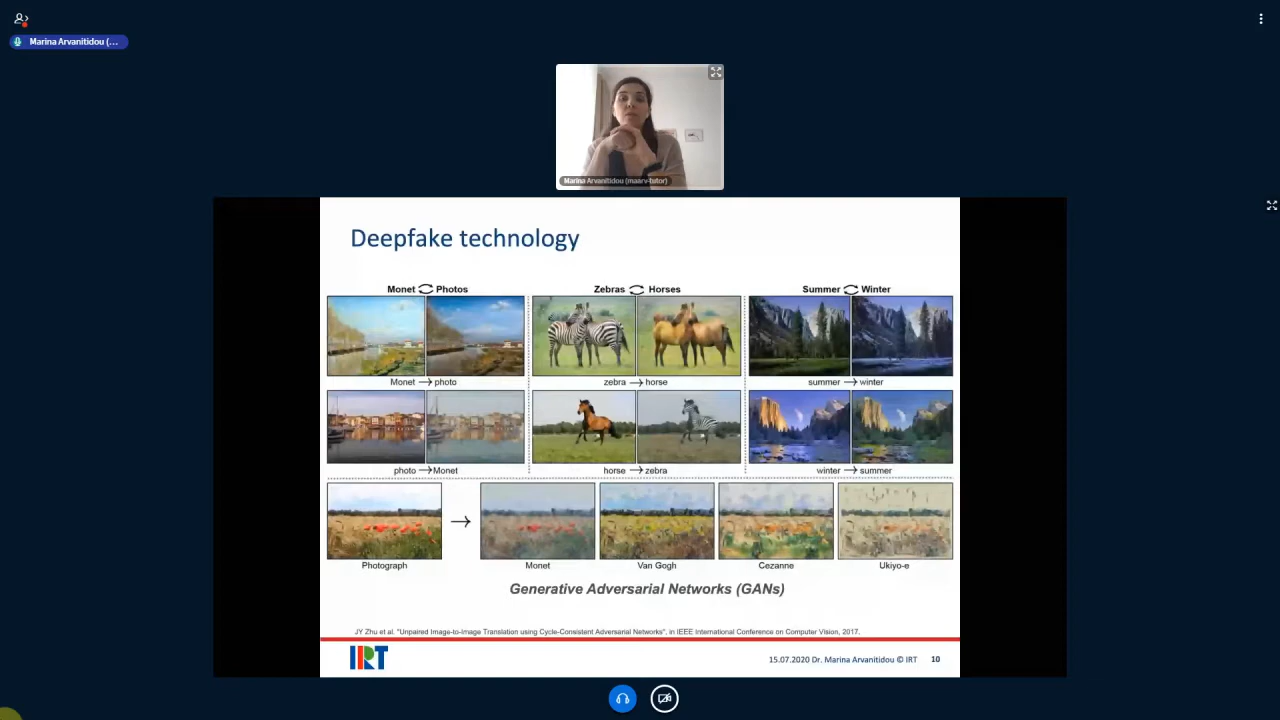 Marina Arvanitidou (...
Marina Arvanitidou (maarv-tutor)
Deepfake technology
Monet Photos
Zebras Horses
Summer Winter
Monet → photo
zebra → horse
summer → winter
photo → Monet
horse → zebra
winter → summer
→
Photograph
Monet
Van Gogh
Cezanne
Ukiyo-e
Generative Adversarial Networks (GANs)
JY Zhu et al. "Unpaired Image-to-Image Translation using Cycle-Consistent Adversarial Networks", in IEEE International Conference on Computer Vision, 2017.
IRT
15.07.2020 Dr. Marina Arvanitidou © IRT 10